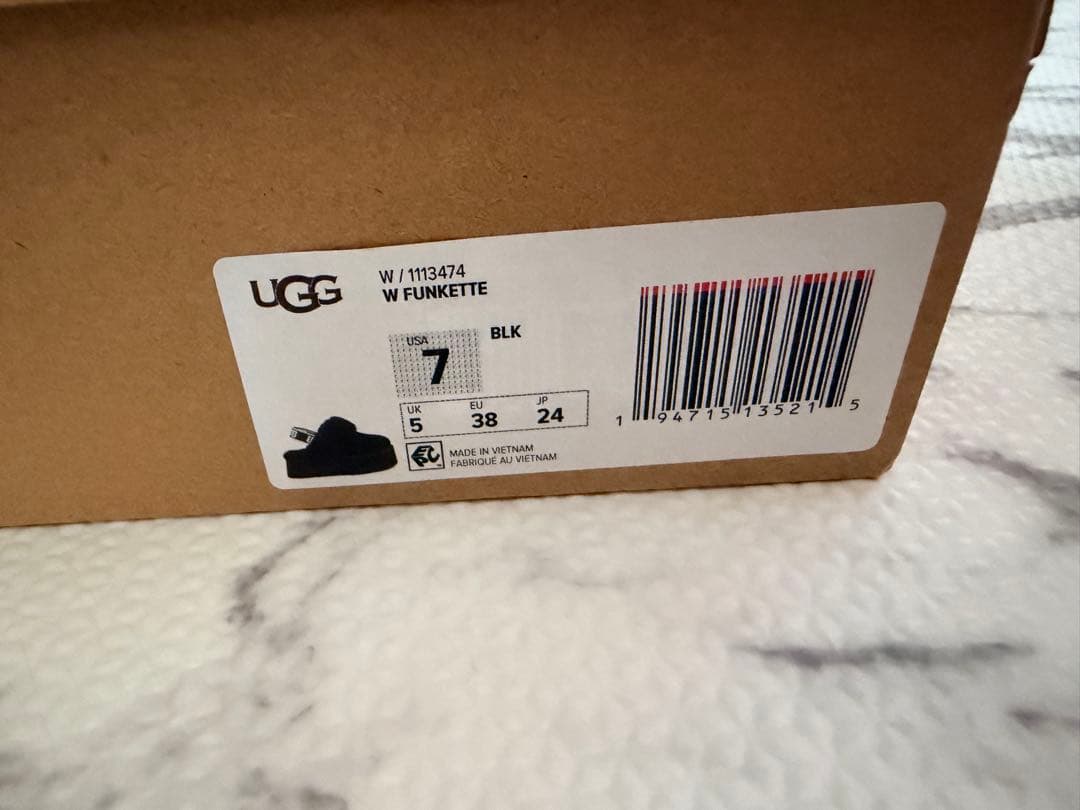 UGG
W / 1113474
W FUNKETTE
BLK
USA
7
UK EU JP
5 38 24
MADE IN VIETNAM
FABRIQUÉ AU VIETNAM
1 94715 13521 5